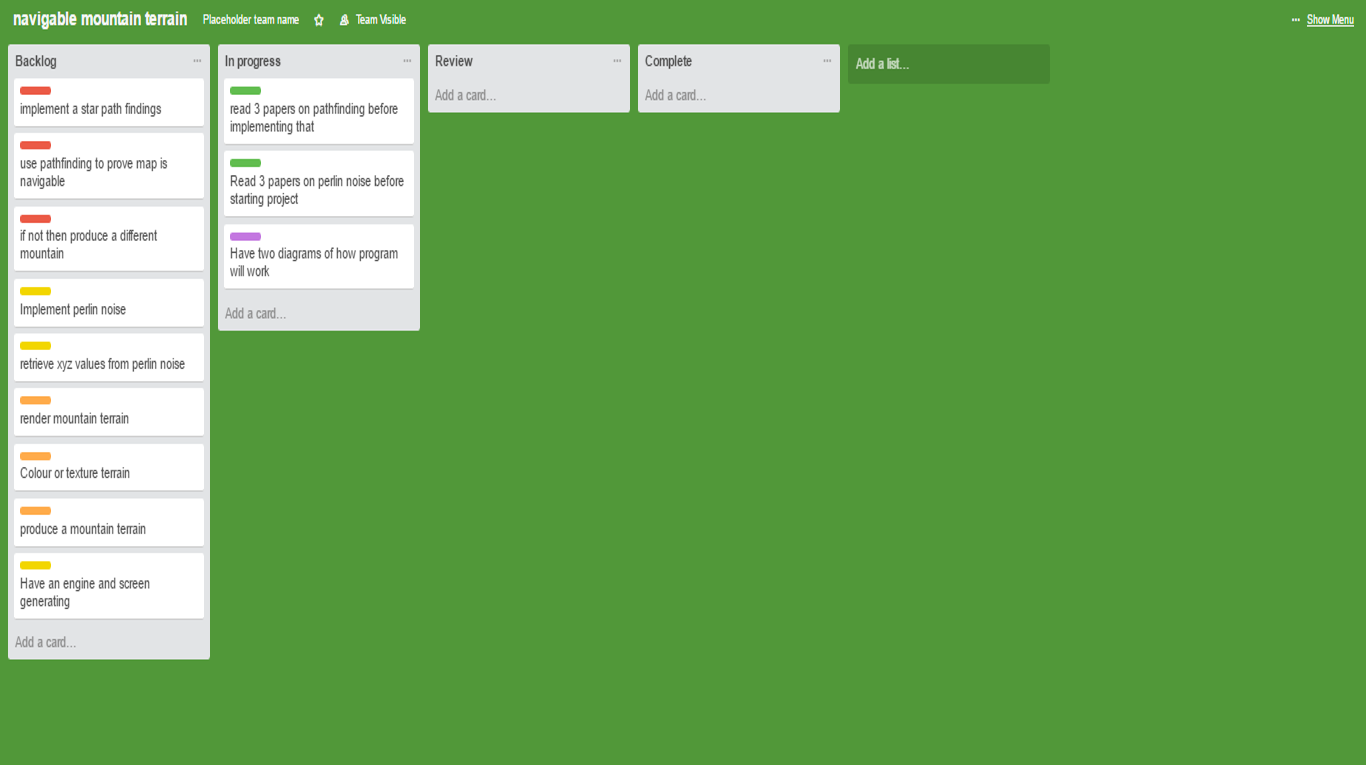 navigable mountain terrain Placeholder team name Team Visible ... Show Menu
Backlog ...
implement a star path findings
use pathfinding to prove map is
navigable
if not then produce a different
mountain
Implement perlin noise
retrieve xyz values from perlin noise
render mountain terrain
Colour or texture terrain
produce a mountain terrain
Have an engine and screen
generating
Add a card...
In progress ...
read 3 papers on pathfinding before
implementing that
Read 3 papers on perlin noise before
starting project
Have two diagrams of how program
will work
Add a card...
Review ...
Add a card...
Complete ...
Add a card...
Add a list...